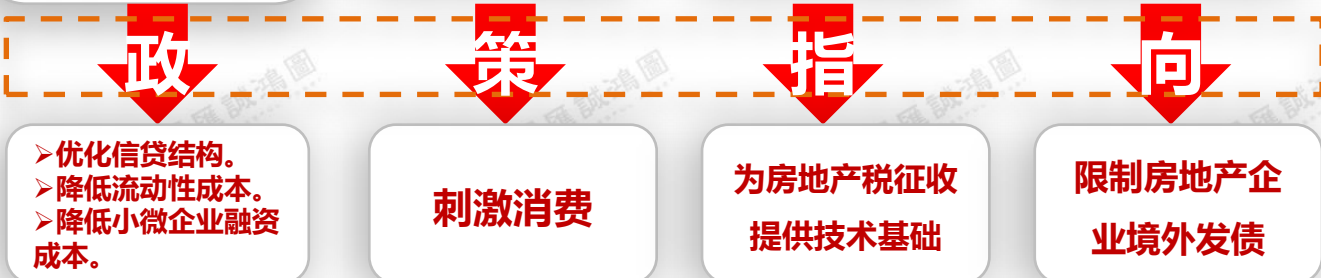 政 策 指 向
➢优化信贷结构。
➢降低流动性成本。
➢降低小微企业融资
成本。
刺激消费
为房地产税征收
提供技术基础
限制房地产企
业境外发债